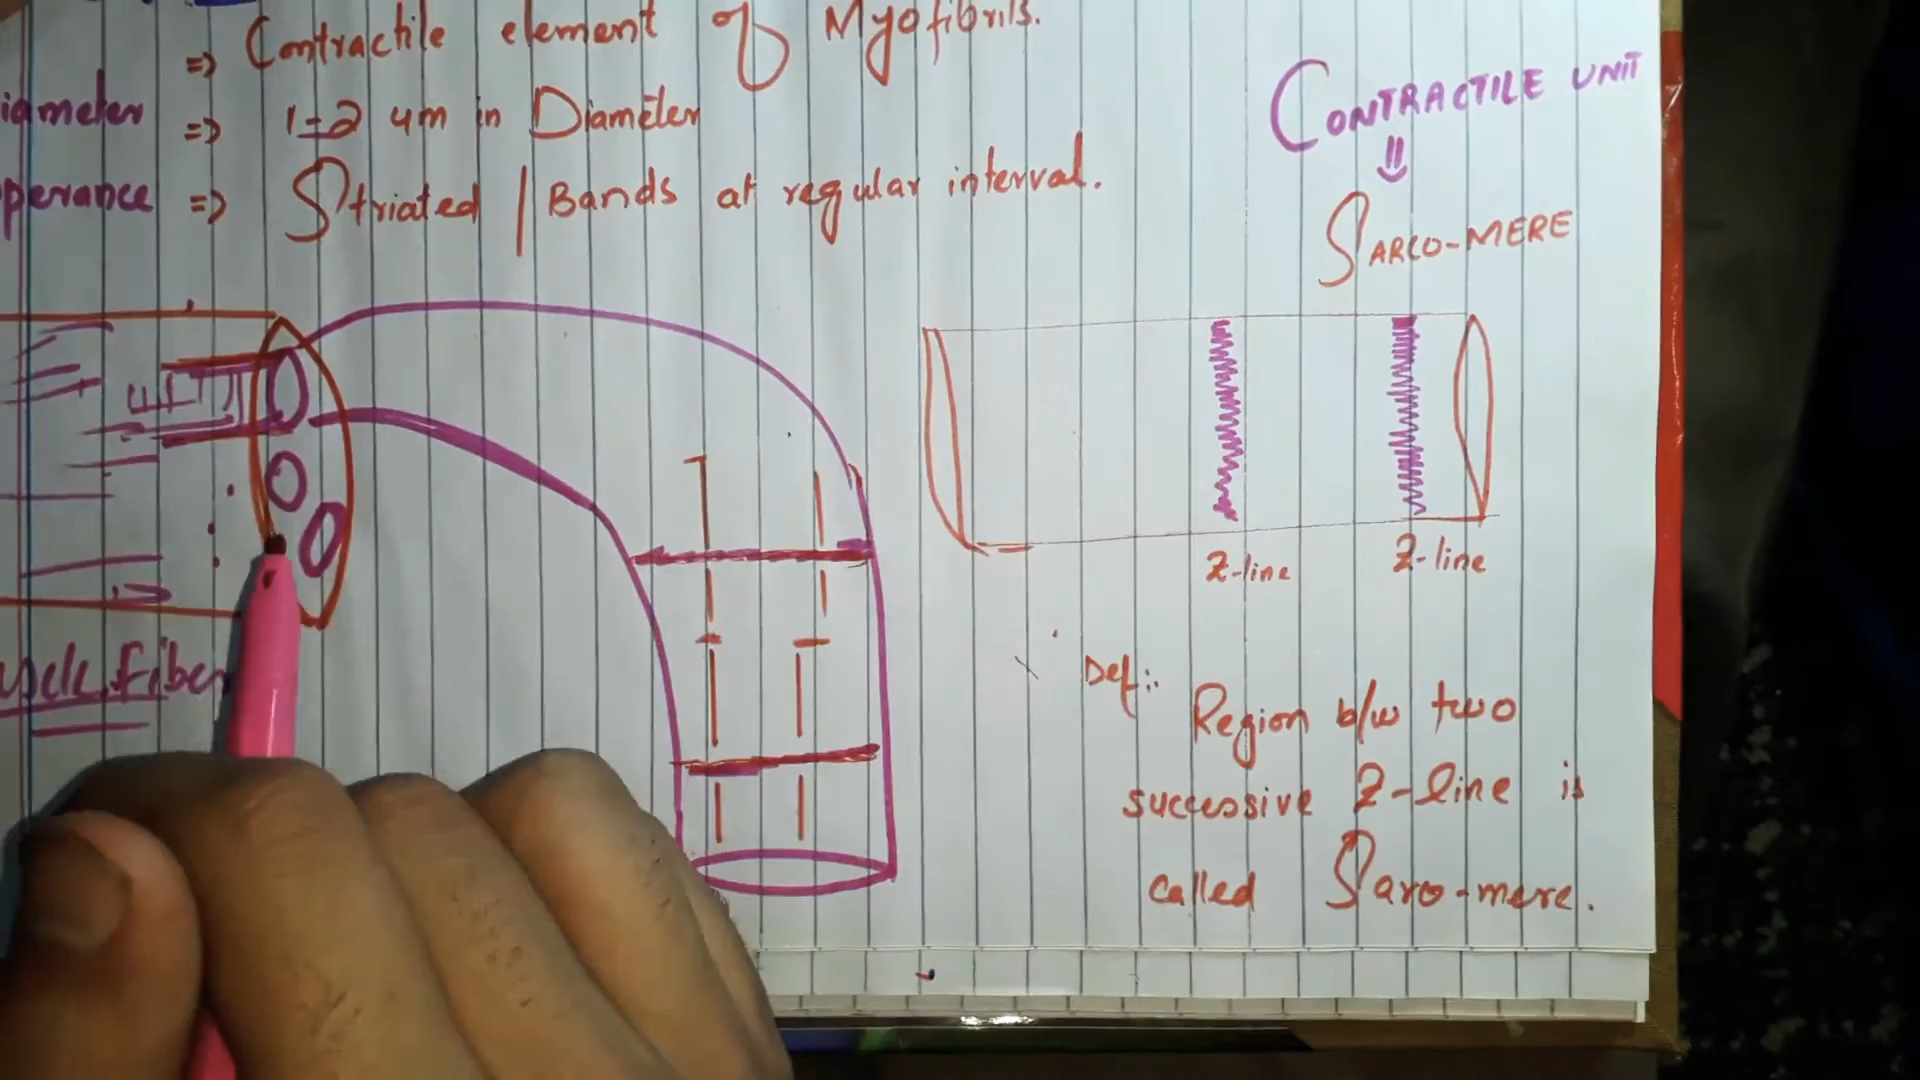 => Contractile element of Myofibrils.
iameter => 1-2 um in Diameter
perance => Striated / Bands at regular interval.
CONTRACTILE UNIT
SARCO-MERE
Z-line Z-line
Fiber
Def:.
Region b/w two
successive Z-line is
called Sarco-mere.